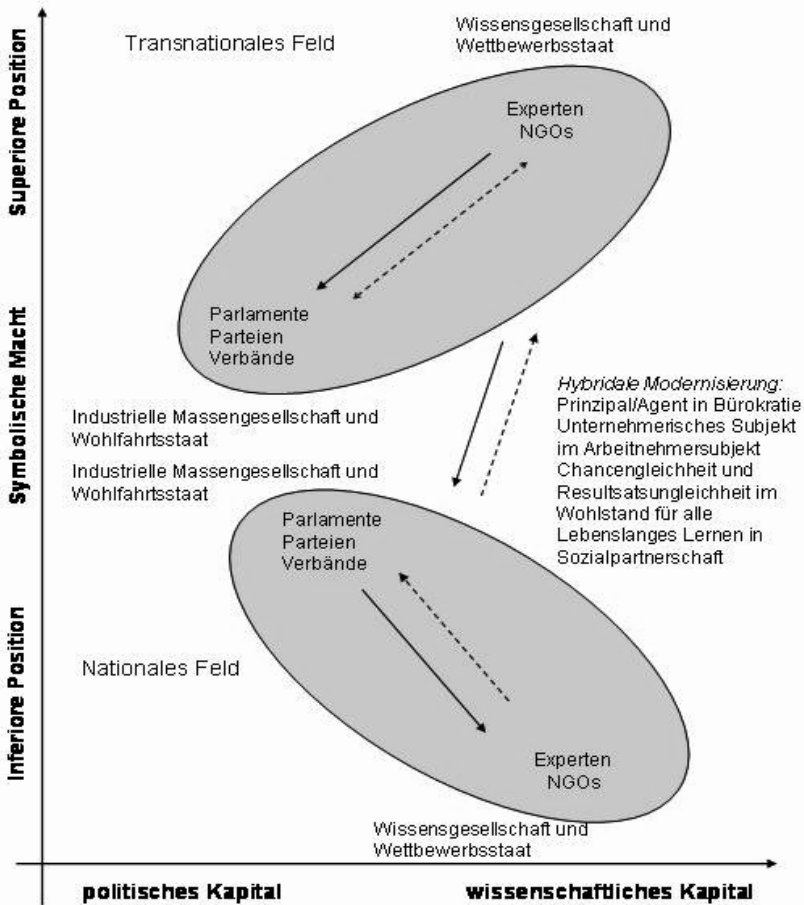 Transnationales Feld
Wissensgesellschaft und
Wettbewerbsstaat
Experten
NGOs
Parlamente
Parteien
Verbände
Industrielle Massengesellschaft und
Wohlfahrtsstaat
Hybridale Modernisierung:
Prinzipal/Agent in Bürokratie
Unternehmerisches Subjekt
im Arbeitnehmersubjekt
Chancengleichheit und
Resultsatsungleichheit im
Wohlstand für alle
Lebenslanges Lernen in
Sozialpartnerschaft
Industrielle Massengesellschaft und
Wohlfahrtsstaat
Parlamente
Parteien
Verbände
Nationales Feld
Experten
NGOs
Wissensgesellschaft und
Wettbewerbsstaat
Superiore Position
Symbolische Macht
Inferiore Position
politisches Kapital
wissenschaftliches Kapital